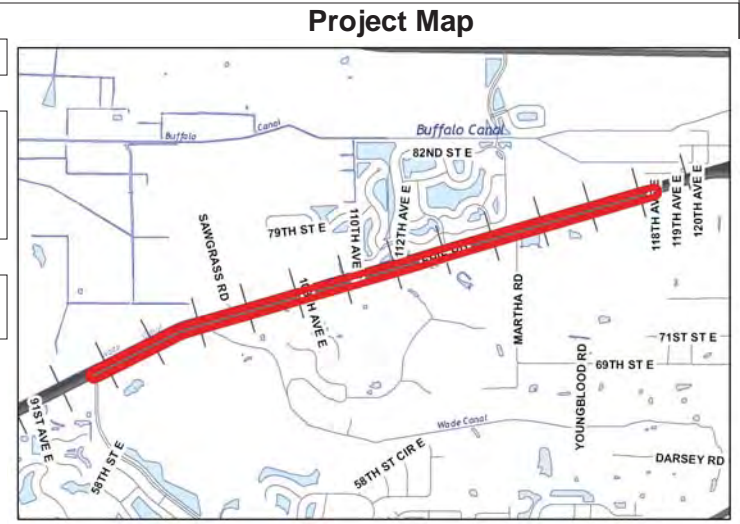 Project Map
Buffalo Canal
Buffalo
Canal
82ND ST E
SAWGRASS RD
79TH ST E
110TH AVE
112TH AVE E
118TH AVE E
119TH AVE E
120TH AVE E
AVE E
MARTHA RD
71ST ST E
69TH ST E
YOUNGBLOOD RD
91ST AVE E
58TH ST E
Wade Canal
58TH ST CIR E
DARSEY RD